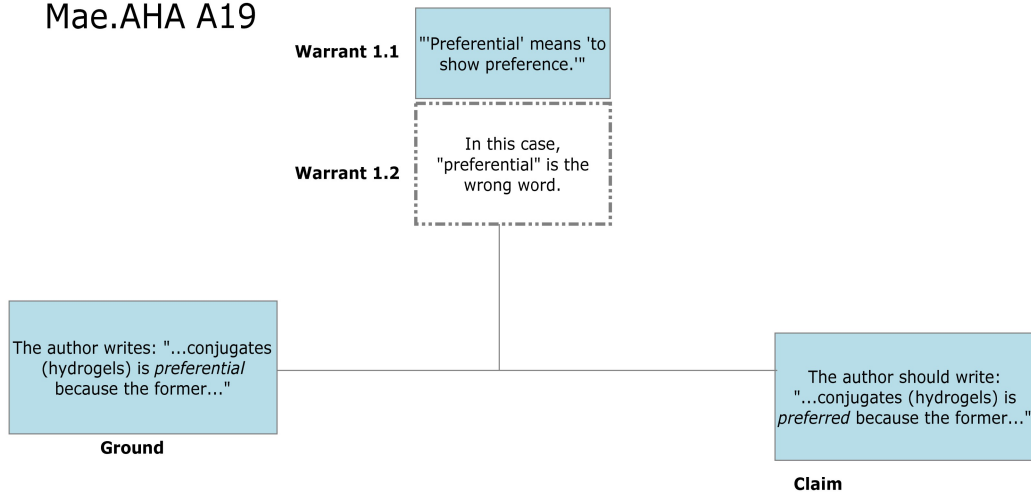 Mae.AHA A19
Warrant 1.1
"'Preferential' means 'to
show preference.'"
Warrant 1.2
In this case,
"preferential" is the
wrong word.
The author writes: "...conjugates
(hydrogels) is preferential
because the former..."
Ground
The author should write:
"...conjugates (hydrogels) is
preferred because the former..."
Claim